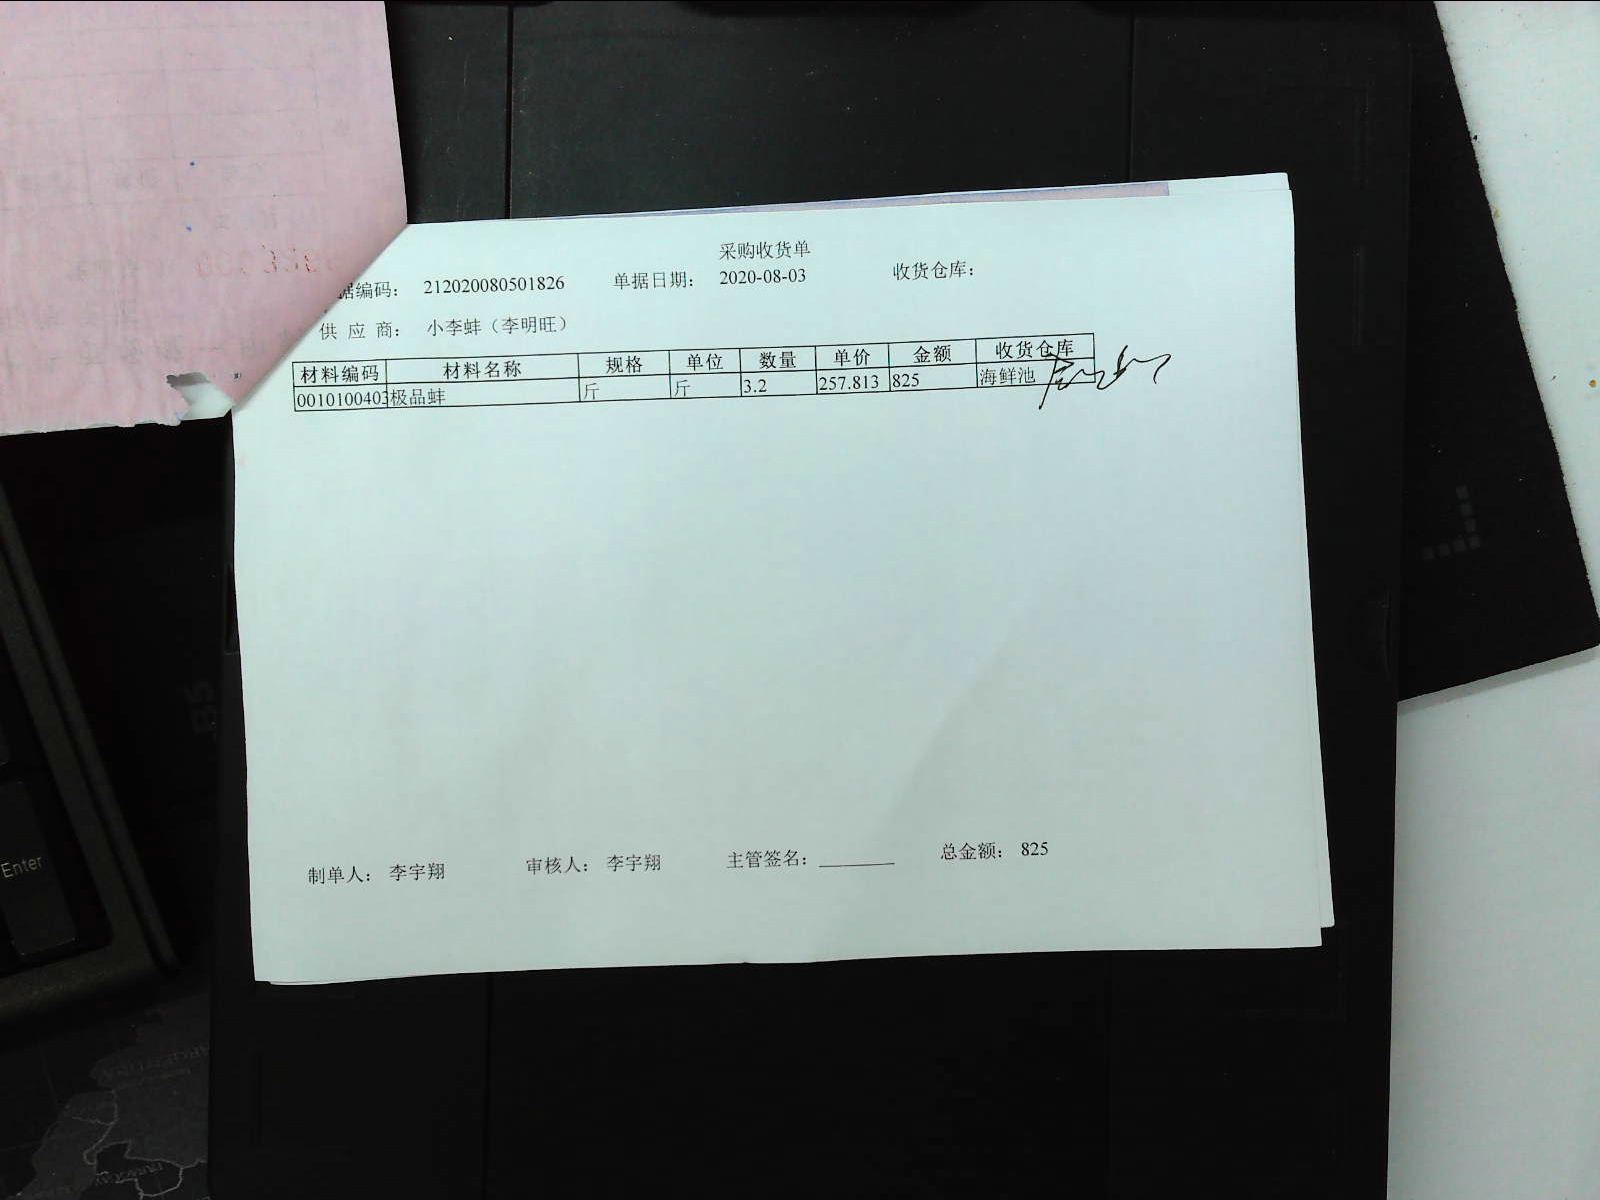 采购收货单
据编码: 212020080501826 单据日期: 2020-08-03 收货仓库:
供 应 商: 小李蚌（李明旺）
材料编码 材料名称 规格 单位 数量 单价 金额 收货仓库
0010100403 极品蚌 斤 斤 3.2 257.813 825 海鲜池
制单人: 李宇翔 审核人: 李宇翔 主管签名: 总金额: 825
Enter